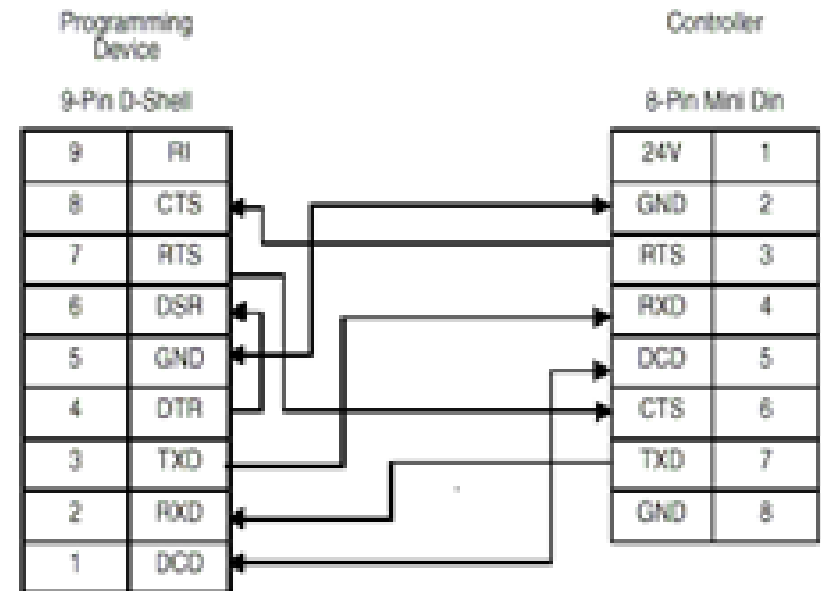 Programming
Device
9-Pin D-Shell
9 RI
8 CTS
7 RTS
6 DSR
5 GND
4 DTR
3 TXD
2 RXD
1 DCD
Controller
8-Pin Mini Din
24V 1
GND 2
RTS 3
RXD 4
DCD 5
CTS 6
TXD 7
GND 8